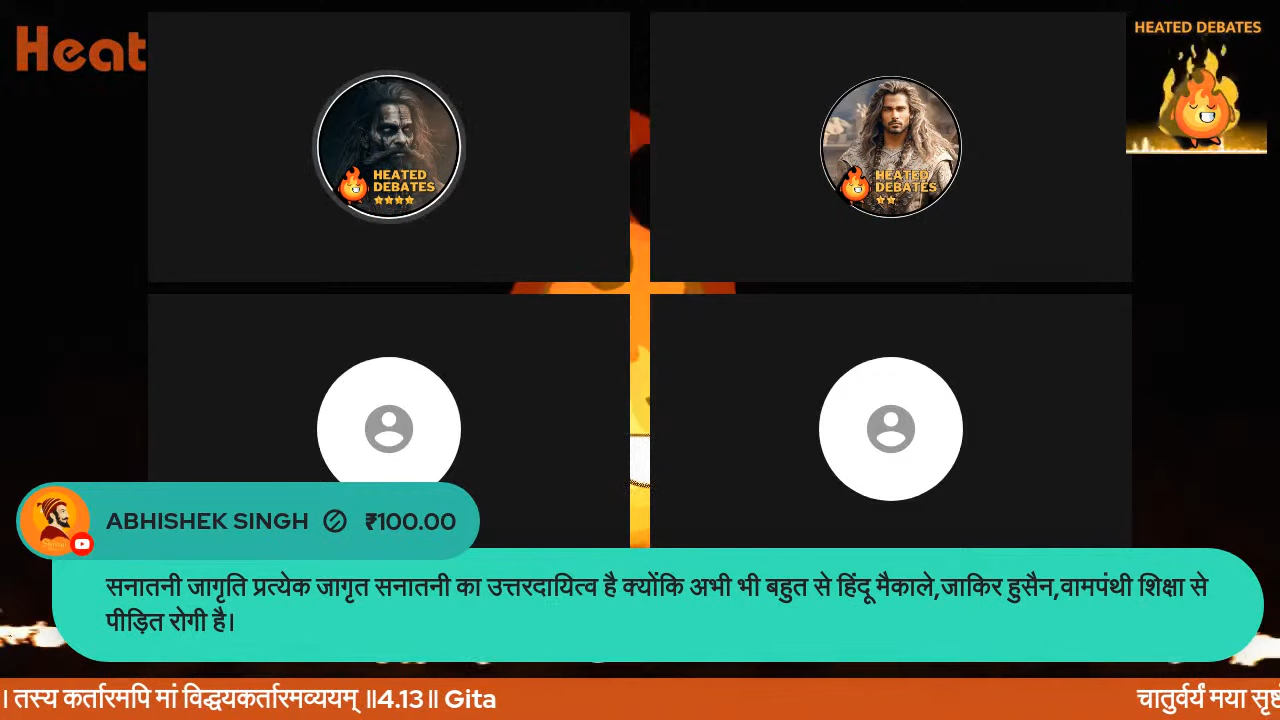 Heat
HEATED DEBATES
HEATED
DEBATES
HEATED
DEBATES
ABHISHEK SINGH ₹100.00
सनातनी जागृति प्रत्येक जागृत सनातनी का उत्तरदायित्व है क्योंकि अभी भी बहुत से हिंदू मैकाले,जाकिर हुसैन,वामपंथी शिक्षा से
पीड़ित रोगी है।
। तस्य कर्तारमपि मां विद्ध्यकर्तारमव्ययम् ॥4.13॥ Gita
चातुर्वर्यं मया सृष्